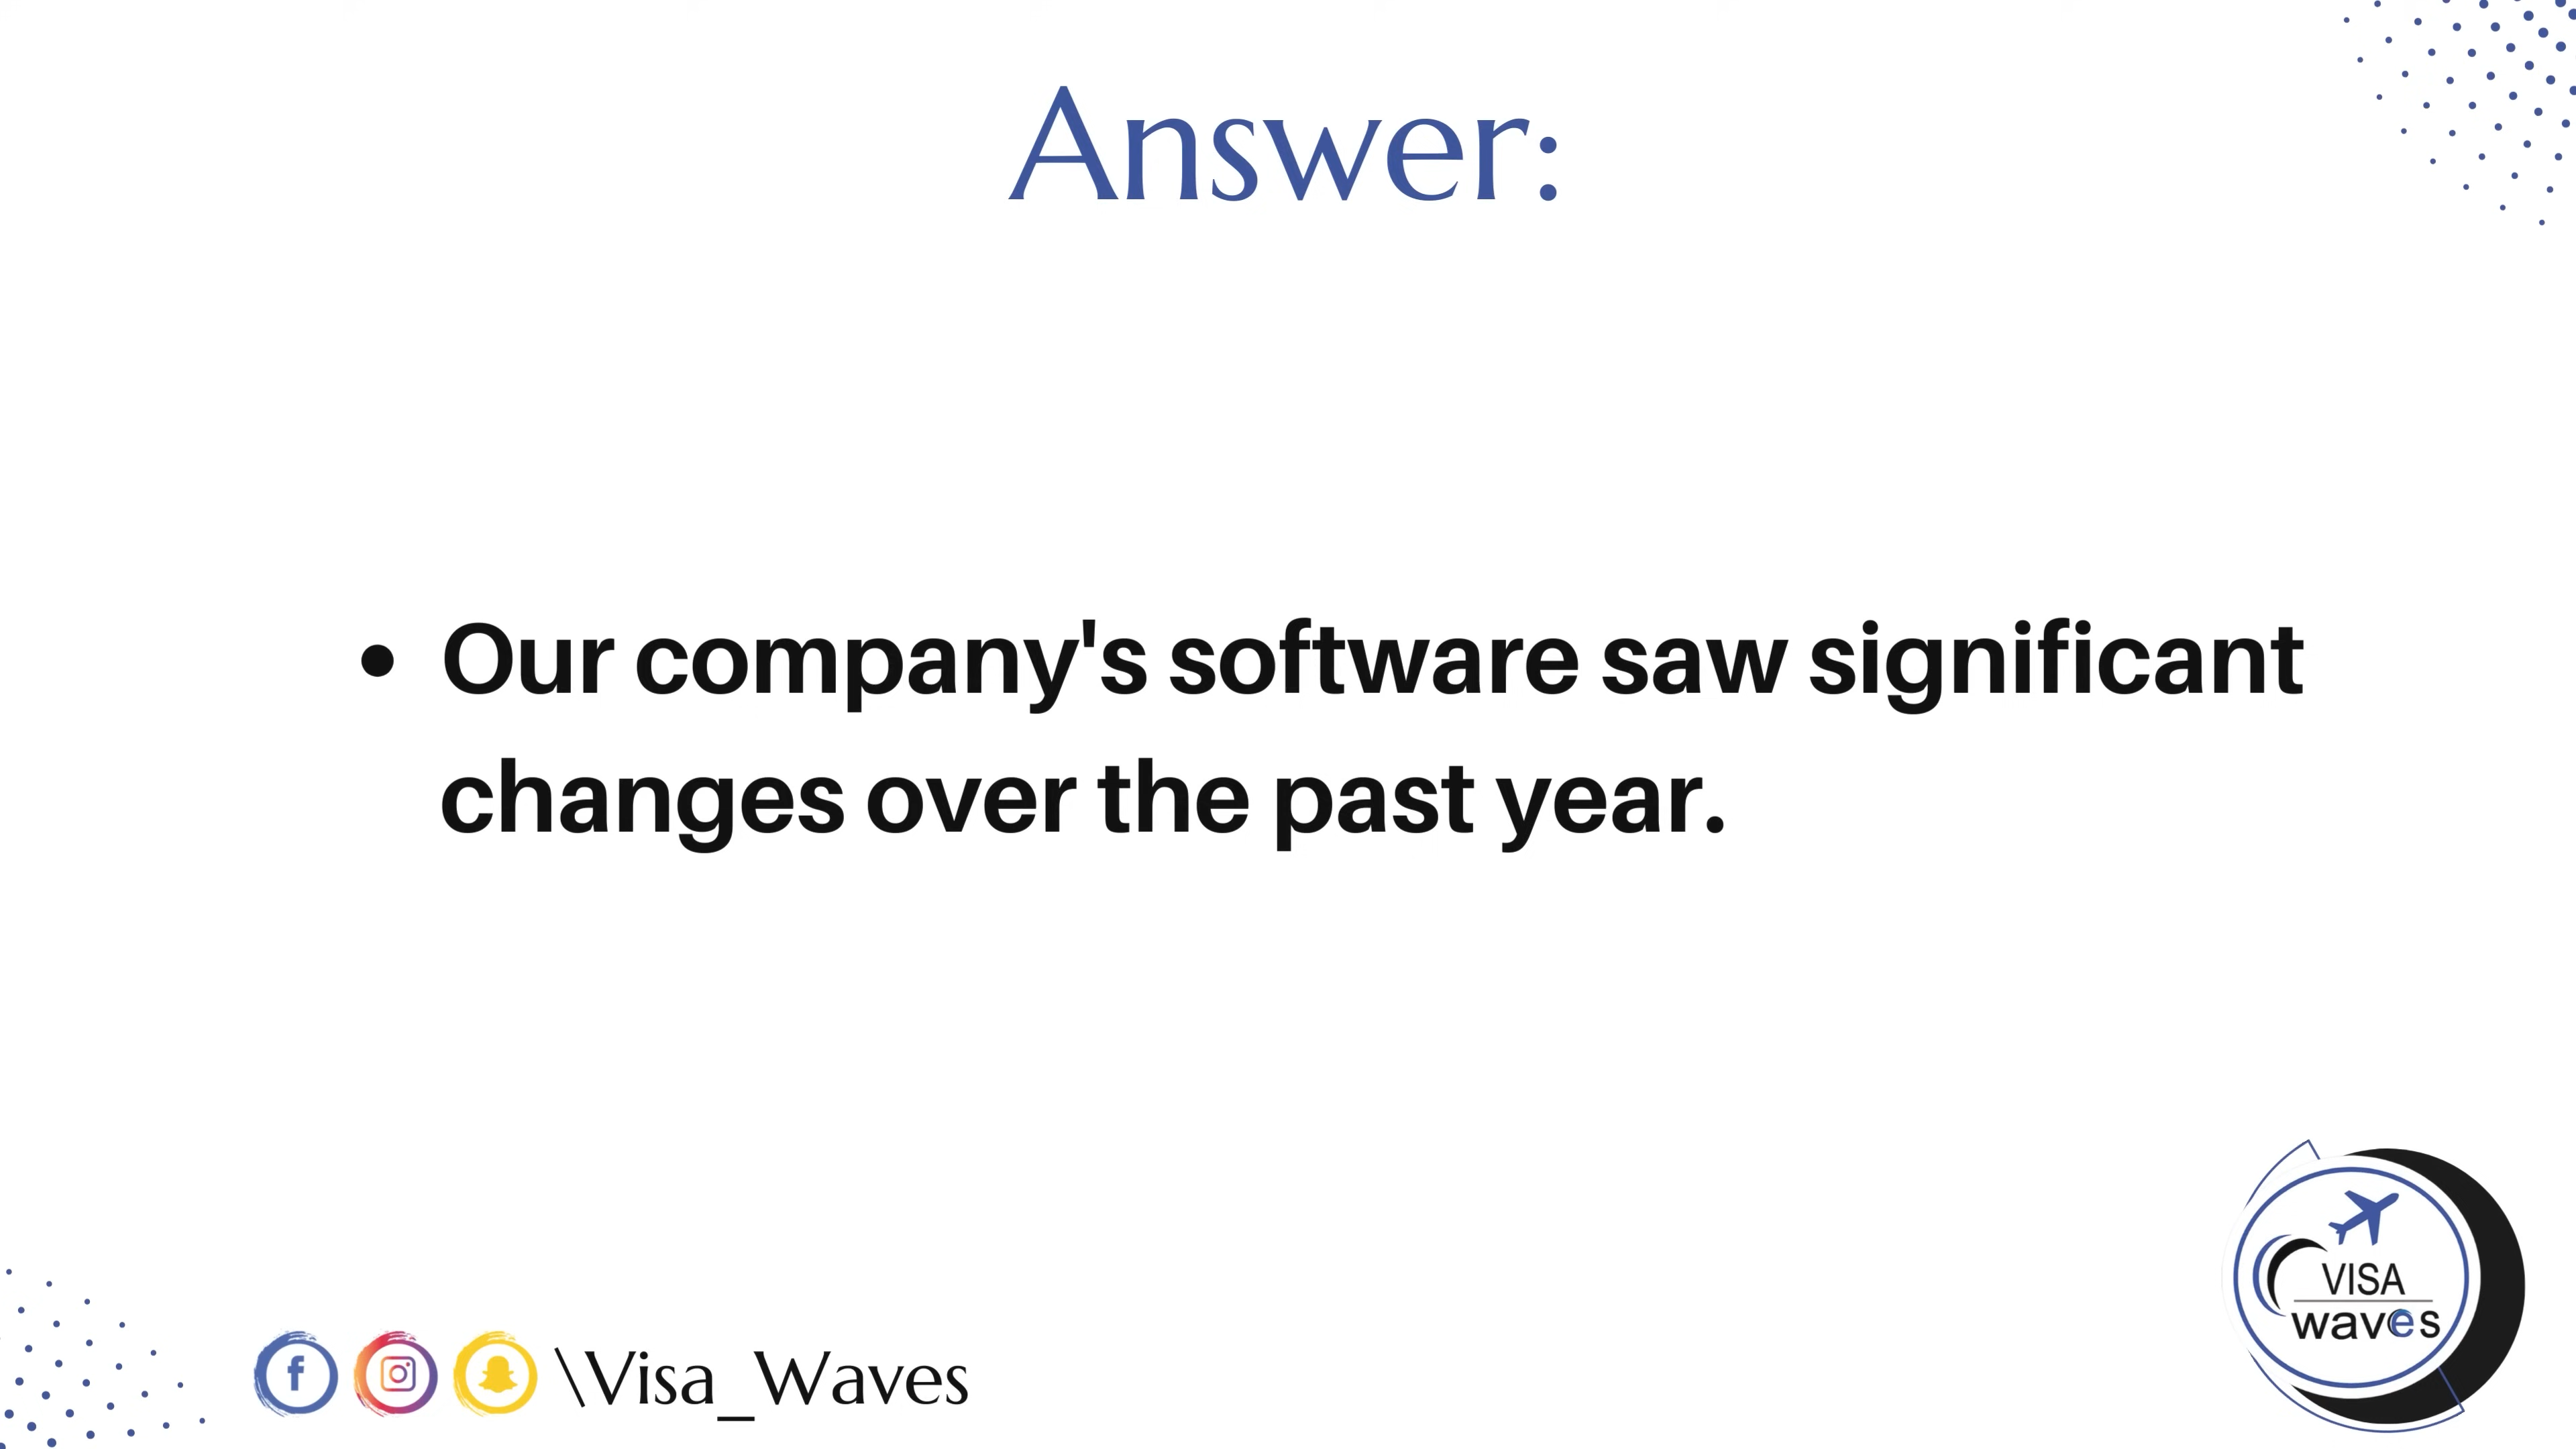 Answer:
• Our company's software saw significant
changes over the past year.
\Visa_Waves
VISA
waves